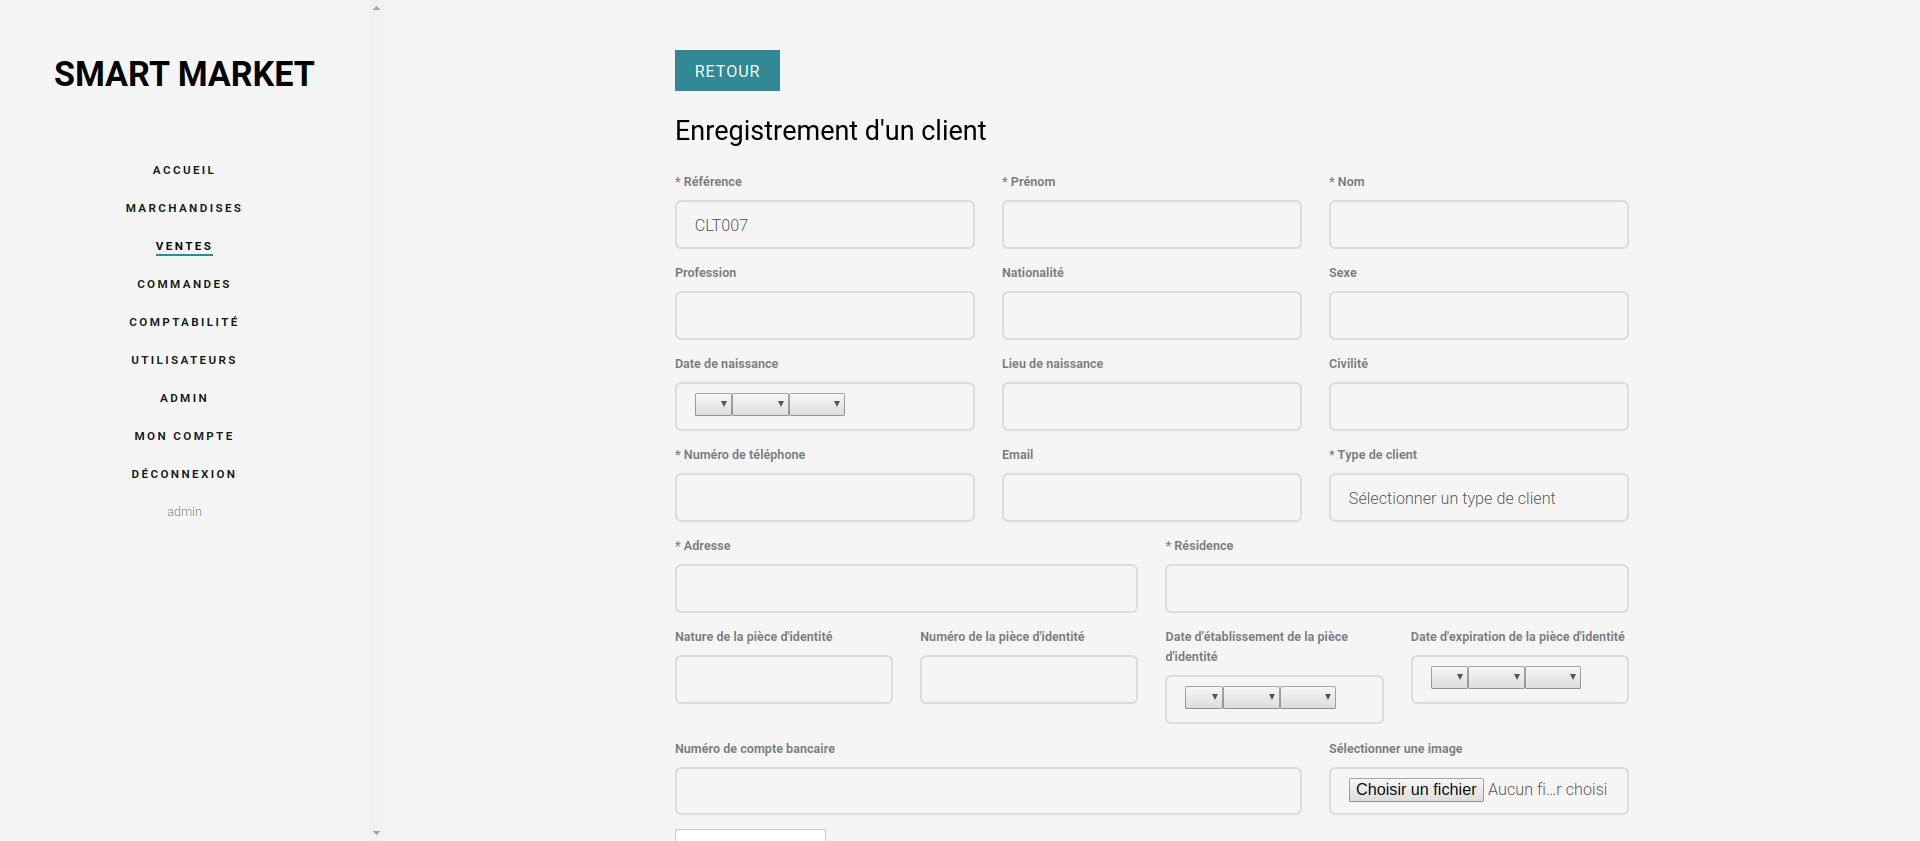 SMART MARKET
ACCUEIL
MARCHANDISES
VENTES
COMMANDES
COMPTABILITÉ
UTILISATEURS
ADMIN
MON COMPTE
DÉCONNEXION
admin
RETOUR
Enregistrement d'un client
* Référence
CLT007
* Prénom
* Nom
Profession
Nationalité
Sexe
Date de naissance
Lieu de naissance
Civilité
* Numéro de téléphone
Email
* Type de client
Sélectionner un type de client
* Adresse
* Résidence
Nature de la pièce d'identité
Numéro de la pièce d'identité
Date d'établissement de la pièce
d'identité
Date d'expiration de la pièce d'identité
Numéro de compte bancaire
Sélectionner une image
Choisir un fichier Aucun fi...r choisi